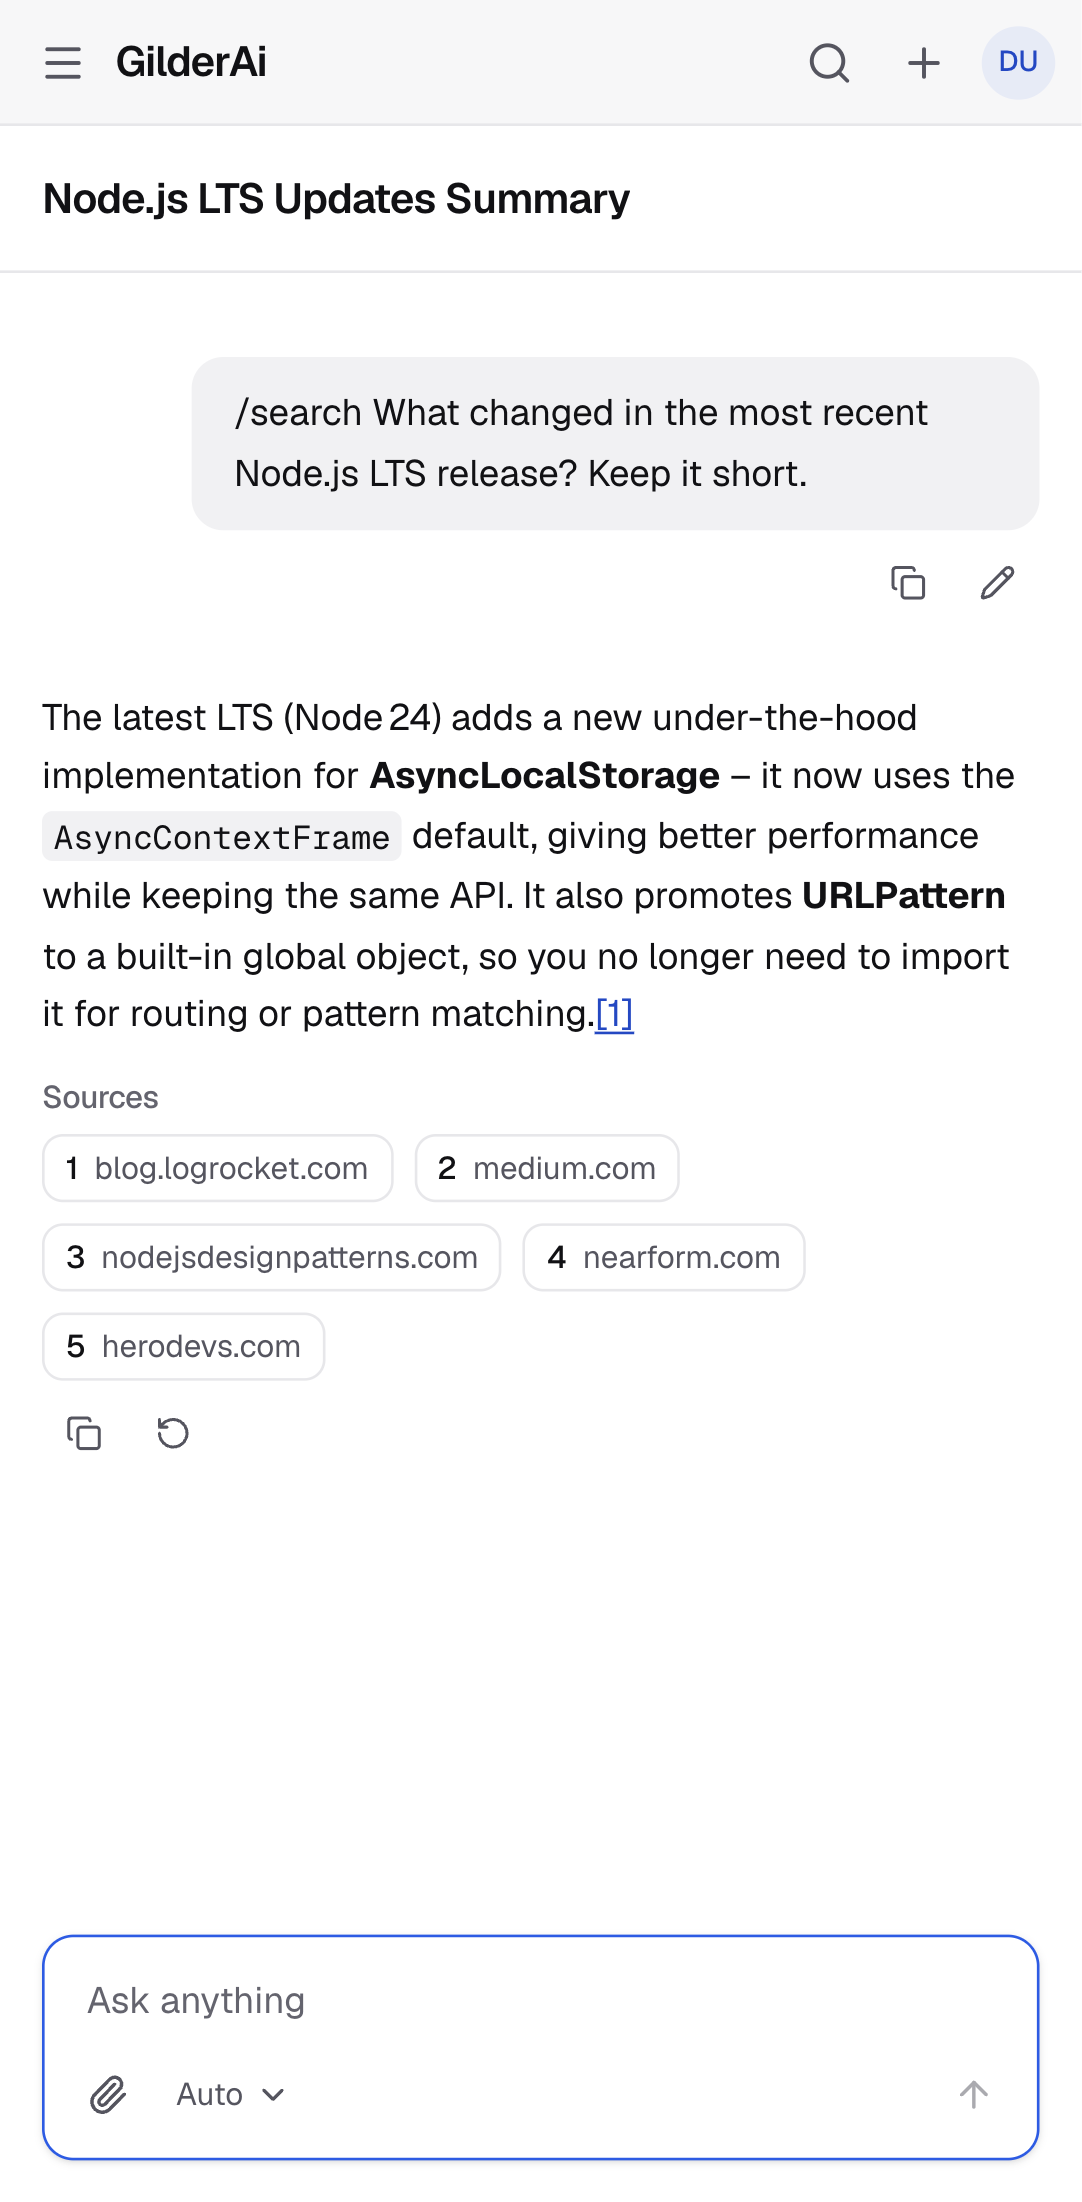 GilderAi
DU
Node.js LTS Updates Summary
/search What changed in the most recent
Node.js LTS release? Keep it short.
The latest LTS (Node 24) adds a new under-the-hood
implementation for AsyncLocalStorage – it now uses the
AsyncContextFrame default, giving better performance
while keeping the same API. It also promotes URLPattern
to a built-in global object, so you no longer need to import
it for routing or pattern matching.[1]
Sources
1 blog.logrocket.com
2 medium.com
3 nodejsdesignpatterns.com
4 nearform.com
5 herodevs.com
Ask anything
Auto